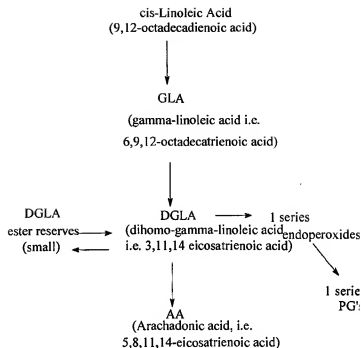 cis-Linoleic Acid
(9,12-octadecadienoic acid)
GLA
(gamma-linoleic acid i.e.
6,9,12-octadecatrienoic acid)
DGLA
ester reserves
(small)
DGLA
(dihomo-gamma-linoleic acid
i.e. 3,11,14 eicosatrienoic acid)
1 series
endoperoxides
1 serie
PG's
AA
(Arachadonic acid, i.e.
5,8,11,14-eicosatrienoic acid)